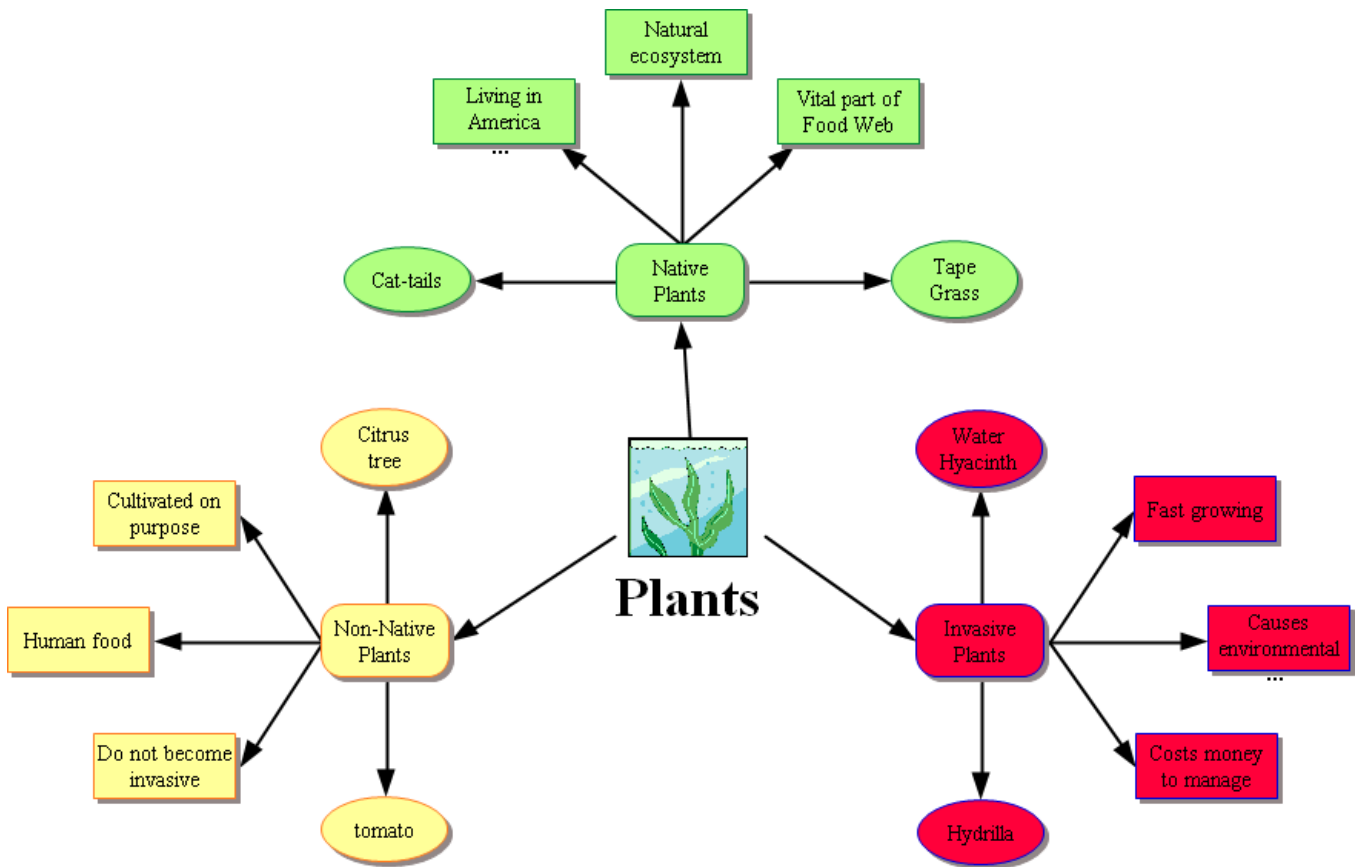 Natural
ecosystem
Living in
America
...
Vital part of
Food Web
Cat-tails
Native
Plants
Tape
Grass
Citrus
tree
Cultivated on
purpose
Human food
Non-Native
Plants
Do not become
invasive
tomato
Plants
Water
Hyacinth
Fast growing
Invasive
Plants
Causes
environmental
...
Costs money
to manage
Hydrilla